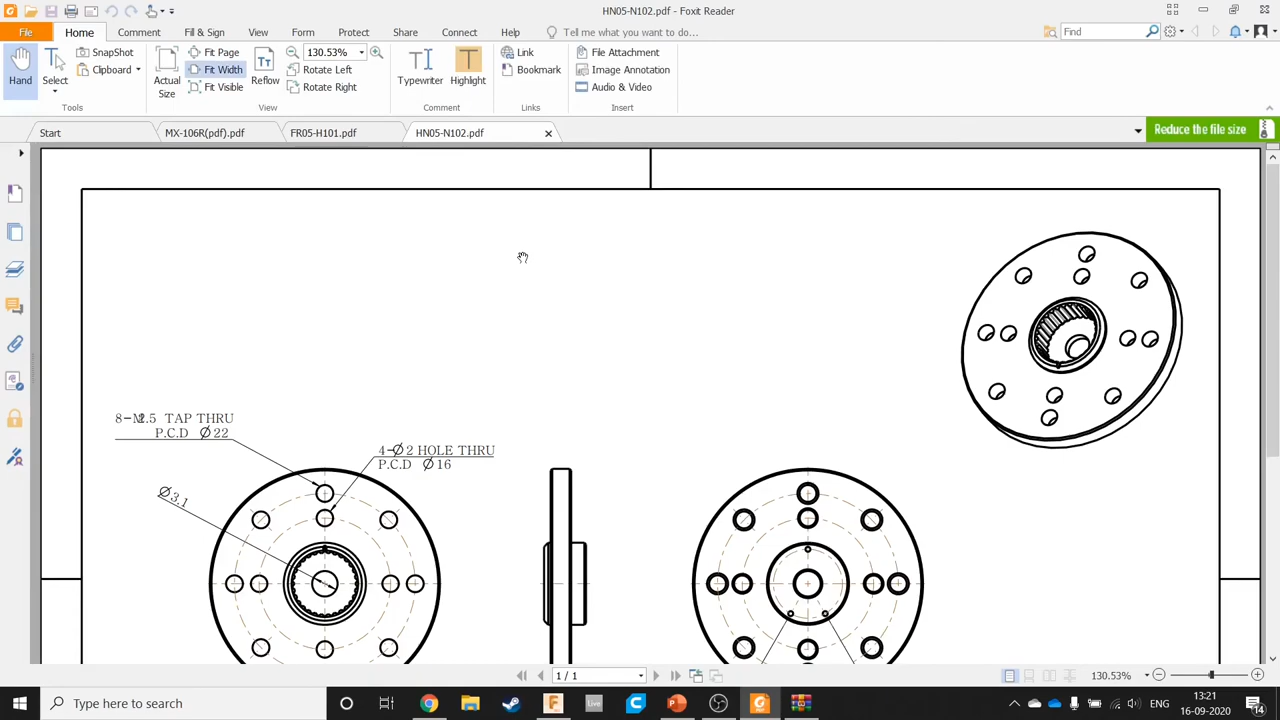 HN05-N102.pdf - Foxit Reader
File Home Comment Fill & Sign View Form Protect Share Connect Help Tell me what you want to do... Find
Hand
Select
SnapShot
Clipboard
Tools
Actual Size
Fit Page
Fit Width
Fit Visible
Reflow
130.53%
Rotate Left
Rotate Right
View
Typewriter
Highlight
Comment
Link
Bookmark
Links
File Attachment
Image Annotation
Audio & Video
Insert
Start MX-106R(pdf).pdf FR05-H101.pdf HN05-N102.pdf Reduce the file size
8-M2.5 TAP THRU
P.C.D Ø22
4-Ø2 HOLE THRU
P.C.D Ø16
Ø3.1
1 / 1 130.53%
Type here to search
Live
ENG
13:21
16-09-2020
14